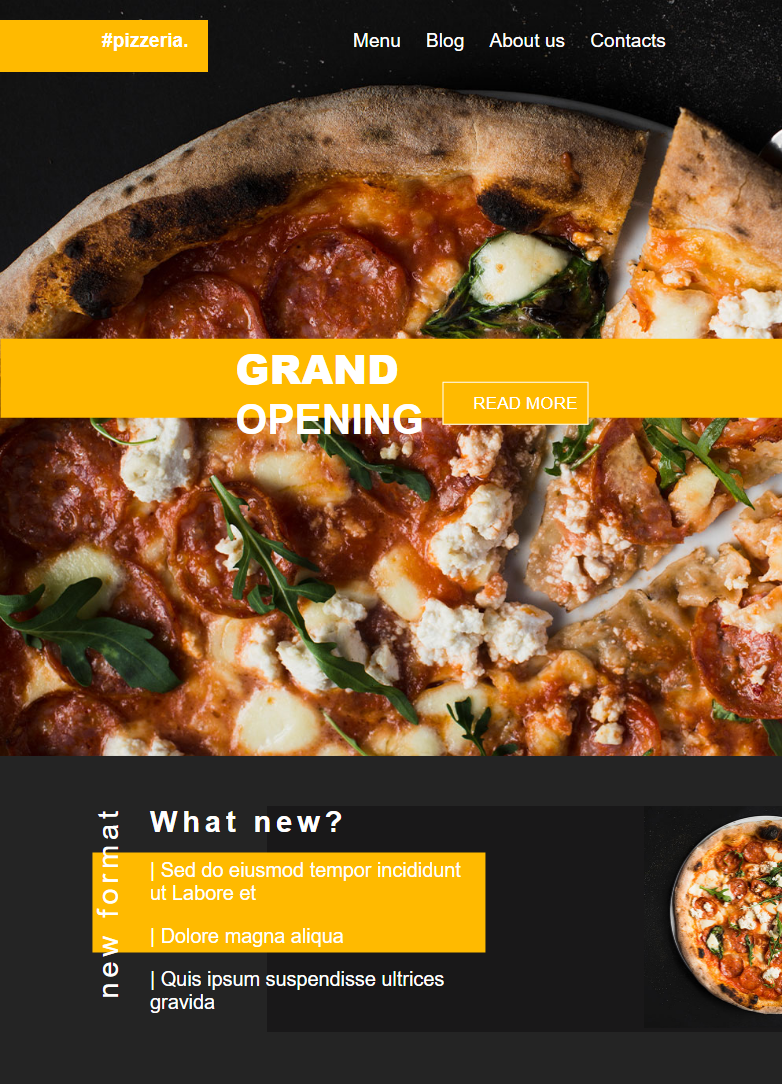 #pizzeria.
Menu Blog About us Contacts
GRAND
OPENING
READ MORE
new format
What new?
| Sed do eiusmod tempor incididunt
ut Labore et
| Dolore magna aliqua
| Quis ipsum suspendisse ultrices
gravida